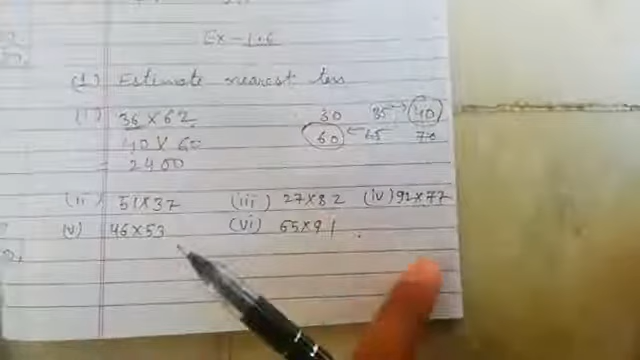 Ex-1.6
(1) Estimate nearest tens
(i) 36 x 62 30 35 → 40
40 x 60 60 ← 65 70
= 2400
(ii) 51x37 (iii) 27x82 (iv) 92x77
(v) 46x53 (vi) 65x91